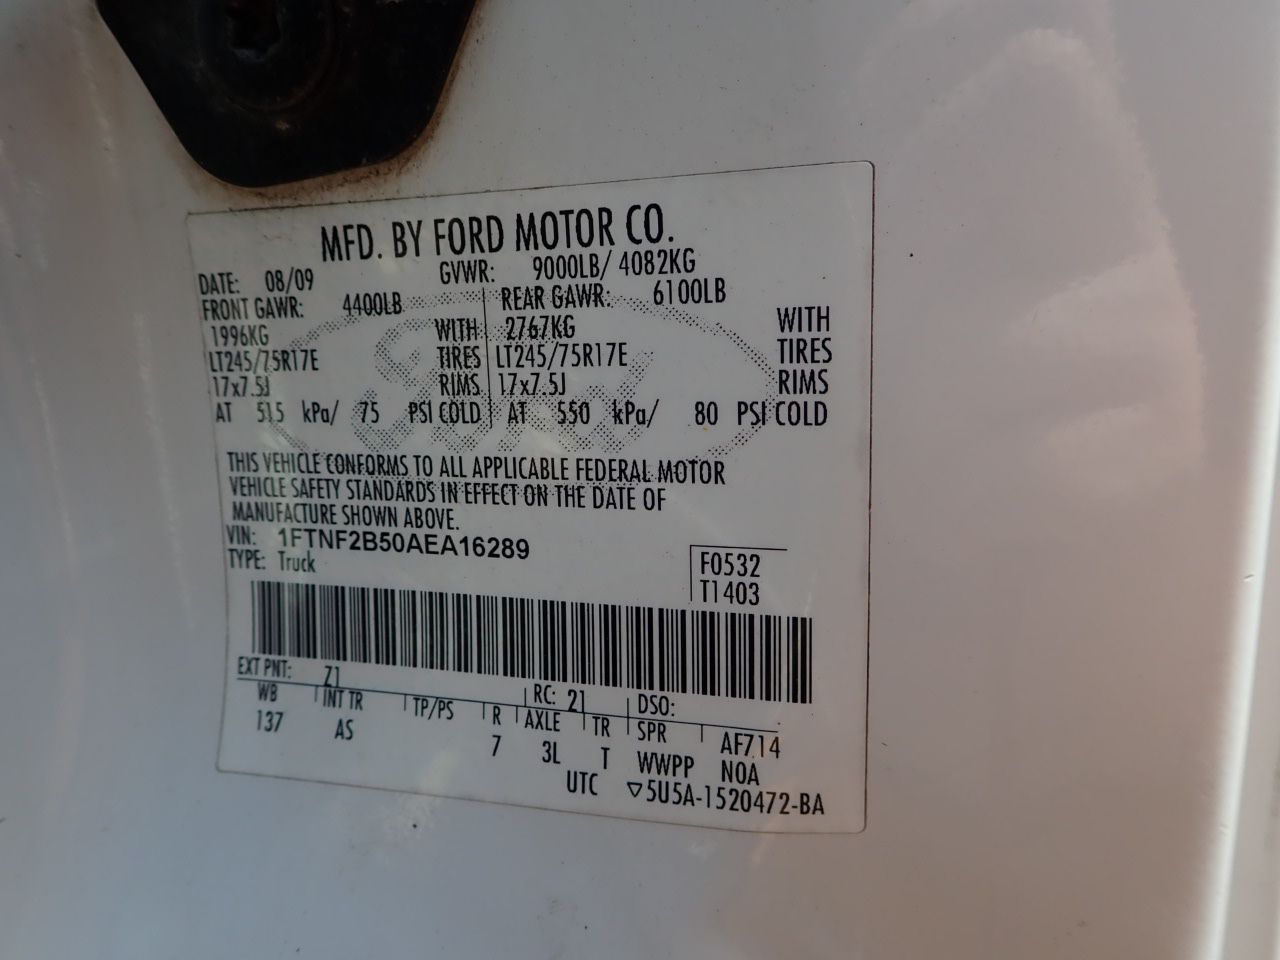 MFD. BY FORD MOTOR CO.
DATE: 08/09 GVWR: 9000LB/ 4082KG
FRONT GAWR: 4400LB REAR GAWR: 6100LB
1996KG WITH 2767KG WITH
LT245/75R17E TIRES LT245/75R17E TIRES
17x7.5J RIMS 17x7.5J RIMS
AT 515 kPa/ 75 PSI COLD AT 550 kPa/ 80 PSI COLD
THIS VEHICLE CONFORMS TO ALL APPLICABLE FEDERAL MOTOR
VEHICLE SAFETY STANDARDS IN EFFECT ON THE DATE OF
MANUFACTURE SHOWN ABOVE.
VIN: 1FTNF2B50AEA16289
TYPE: Truck
F0532
T1403
EXT PNT: Z1 RC: 21 DSO:
WB INT TR TP/PS R AXLE TR SPR AF714
137 AS 7 3L T WWPP N0A
UTC ▽5U5A-1520472-BA